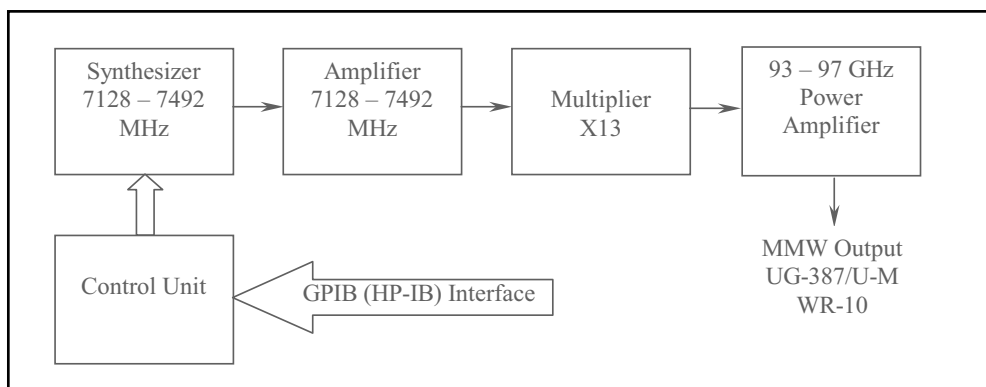 Synthesizer
7128 – 7492
MHz
Amplifier
7128 – 7492
MHz
Multiplier
X13
93 – 97 GHz
Power
Amplifier
Control Unit
GPIB (HP-IB) Interface
MMW Output
UG-387/U-M
WR-10